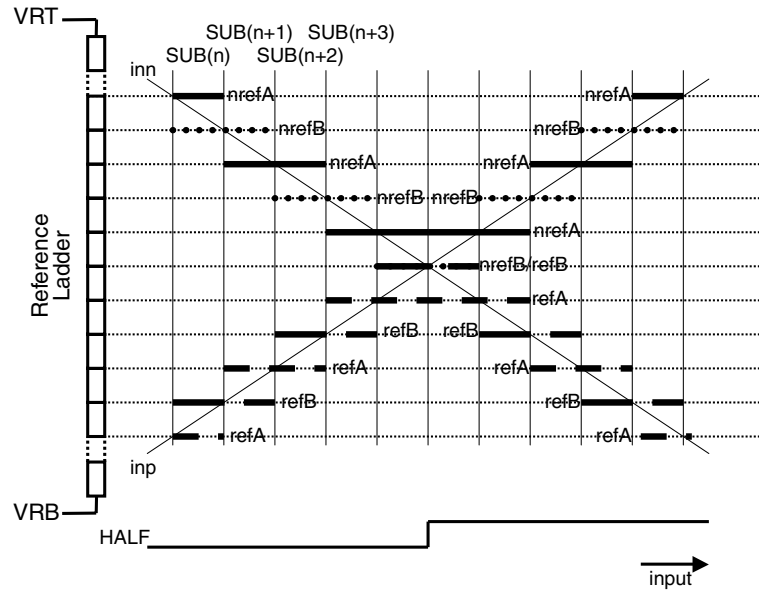 VRT
SUB(n+1) SUB(n+3)
SUB(n) SUB(n+2)
inn
nrefA nrefA
nrefB nrefB
nrefA nrefA
nrefB nrefB
nrefA
nrefB/refB
refA
refB refB
refA refA
refB refB
refA refA
Reference
Ladder
inp
VRB
HALF
input